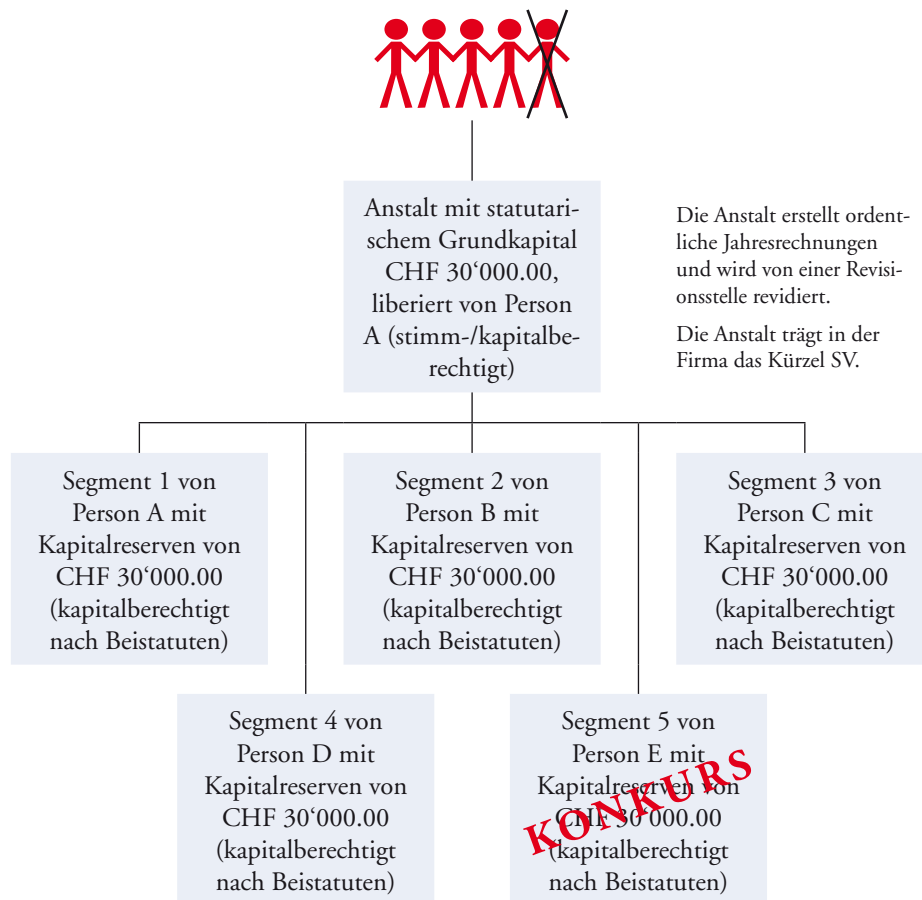 Anstalt mit statutari-
schem Grundkapital
CHF 30‘000.00,
liberiert von Person
A (stimm-/kapitalbe-
rechtigt)
Die Anstalt erstellt ordent-
liche Jahresrechnungen
und wird von einer Revisi-
onsstelle revidiert.
Die Anstalt trägt in der
Firma das Kürzel SV.
Segment 1 von
Person A mit
Kapitalreserven von
CHF 30‘000.00
(kapitalberechtigt
nach Beistatuten)
Segment 2 von
Person B mit
Kapitalreserven von
CHF 30‘000.00
(kapitalberechtigt
nach Beistatuten)
Segment 3 von
Person C mit
Kapitalreserven von
CHF 30‘000.00
(kapitalberechtigt
nach Beistatuten)
Segment 4 von
Person D mit
Kapitalreserven von
CHF 30‘000.00
(kapitalberechtigt
nach Beistatuten)
Segment 5 von
Person E mit
Kapitalreserven von
CHF 30‘000.00
(kapitalberechtigt
nach Beistatuten)
KONKURS